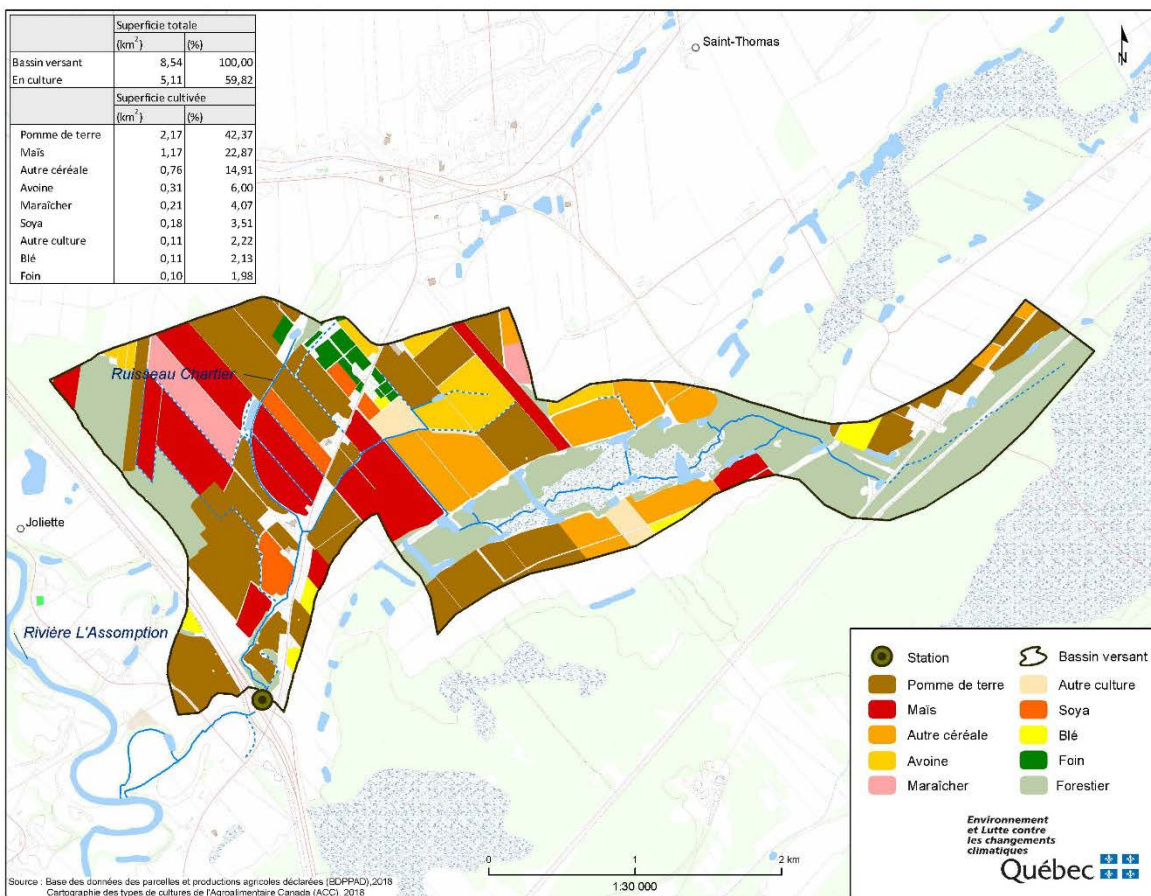 Superficie totale
(km²) (%)
Bassin versant 8,54 100,00
En culture 5,11 59,82
Superficie cultivée
(km²) (%)
Pomme de terre 2,17 42,37
Maïs 1,17 22,87
Autre céréale 0,76 14,91
Avoine 0,31 6,00
Maraîcher 0,21 4,07
Soya 0,18 3,51
Autre culture 0,11 2,22
Blé 0,11 2,13
Foin 0,10 1,98
Saint-Thomas
N
Ruisseau Chartier
Joliette
Rivière L'Assomption
Station
Pomme de terre
Maïs
Autre céréale
Avoine
Maraîcher
Bassin versant
Autre culture
Soya
Blé
Foin
Forestier
Environnement
et Lutte contre
les changements
climatiques
Québec
0 1 2 km
1:30 000
Source : Base des données des parcelles et productions agricoles déclarées (BDPPAD),2018
Cartographie des types de cultures de l'Agroalimentaire Canada (ACC), 2018